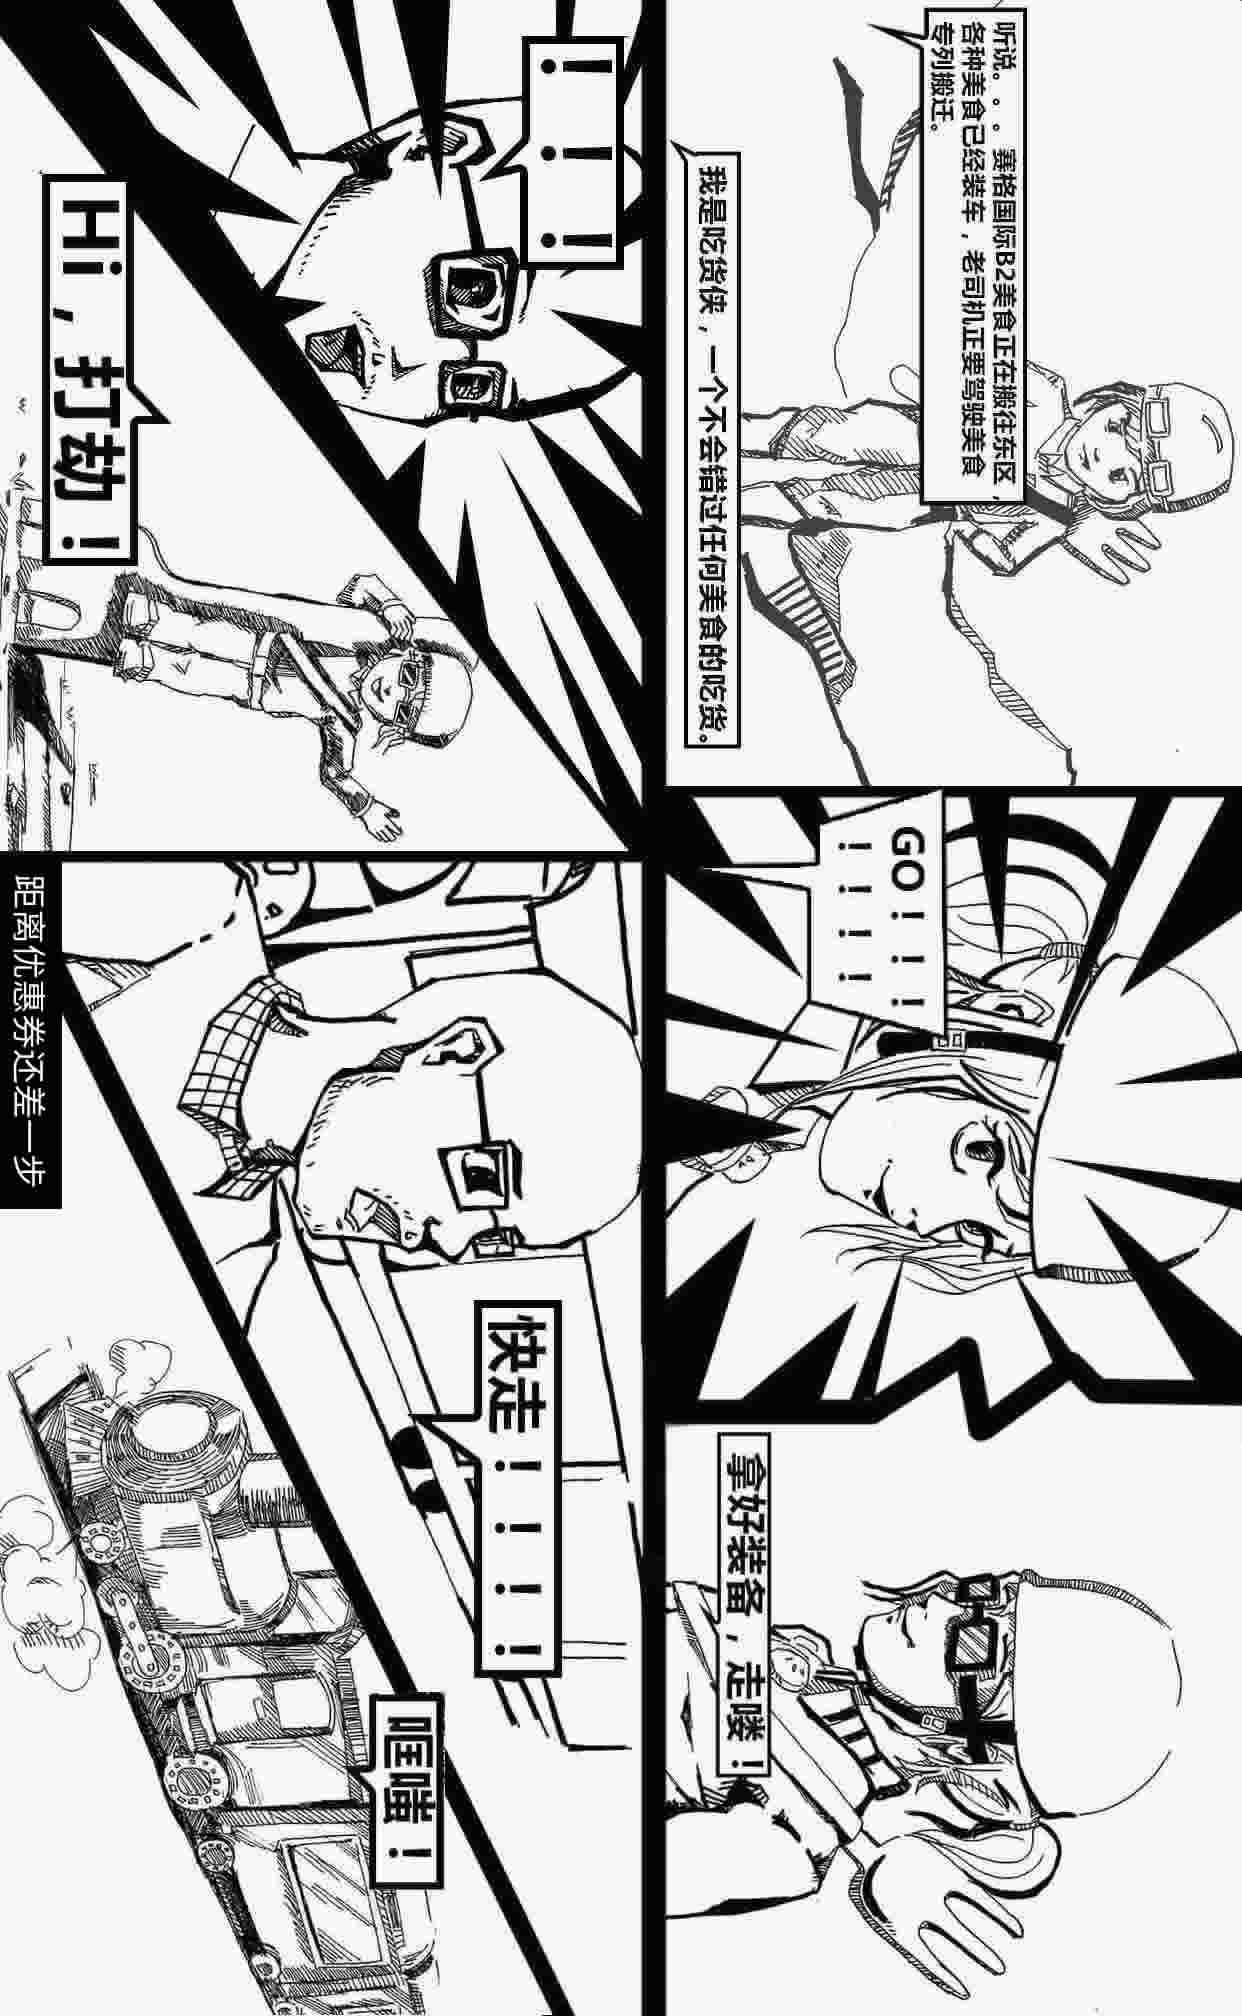 听说。。。赛格国际B2美食正在搬往东区，
各种美食已经装车，老司机正要驾驶美食
专列搬迁。
我是吃货侠，一个不会错过任何美食的吃货。
GO！！！
！！！！
拿好装备，走喽！
！！！
Hi，打劫！
快走！！！！
哐嘡！
距离优惠券还差一步